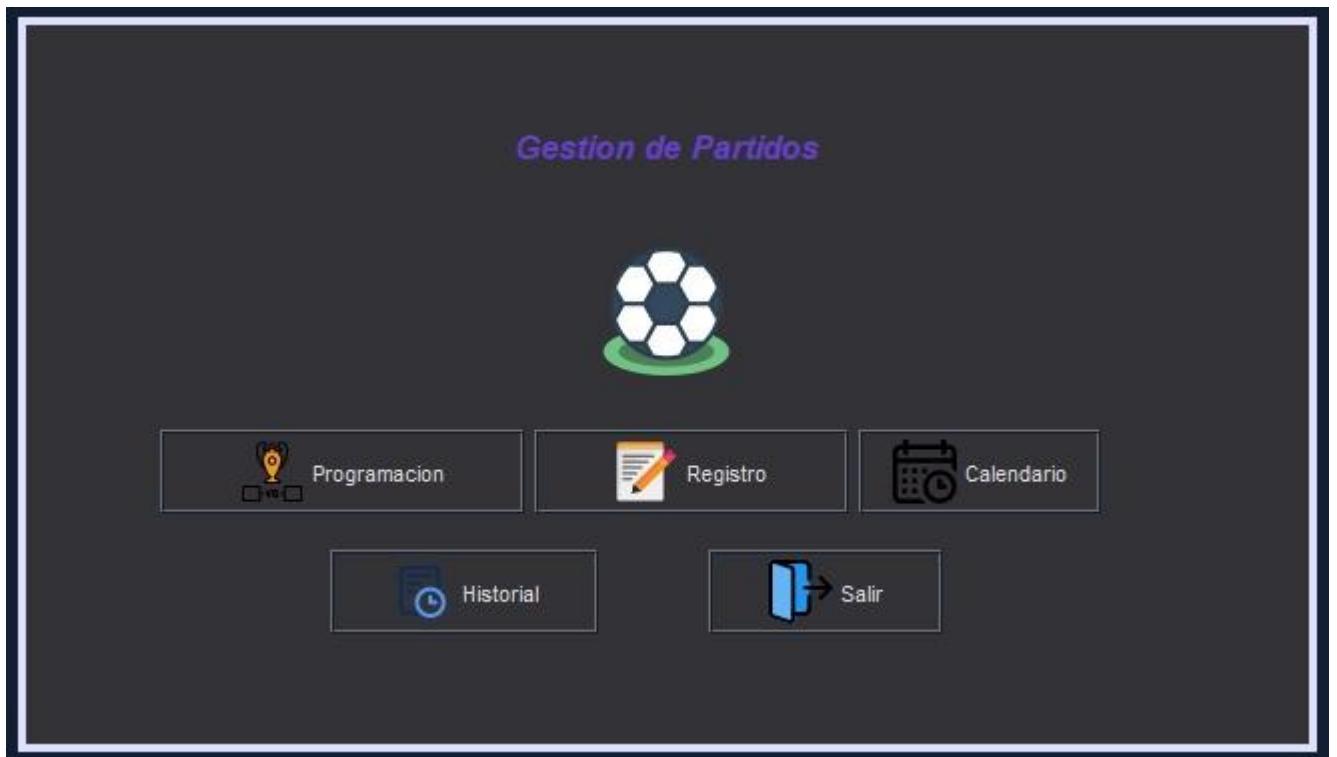 Gestion de Partidos
Programacion
Registro
Calendario
Historial
Salir